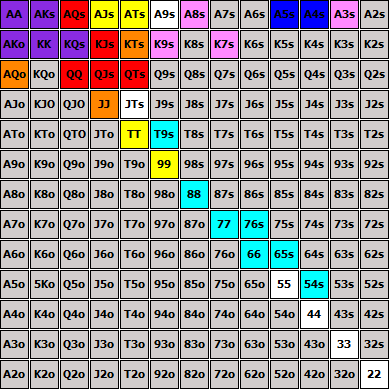 AA AKs AQs AJs ATs A9s A8s A7s A6s A5s A4s A3s A2s
AKo KK KQs KJs KTs K9s K8s K7s K6s K5s K4s K3s K2s
AQo KQo QQ QJs QTs Q9s Q8s Q7s Q6s Q5s Q4s Q3s Q2s
AJo KJO QJO JJ JTs J9s J8s J7s J6s J5s J4s J3s J2s
ATo KTo QTO JTo TT T9s T8s T7s T6s T5s T4s T3s T2s
A9o K9o Q9o J9o T9o 99 98s 97s 96s 95s 94s 93s 92s
A8o K8o Q8o J8o T8o 98o 88 87s 86s 85s 84s 83s 82s
A7o K7o Q7o J7o T7o 97o 87o 77 76s 75s 74s 73s 72s
A6o K6o Q6o J6o T6o 96o 86o 76o 66 65s 64s 63s 62s
A5o 5Ko Q5o J5o T5o 95o 85o 75o 65o 55 54s 53s 52s
A4o K4o Q4o J4o T4o 94o 84o 74o 64o 54o 44 43s 42s
A3o K3o Q3o J3o T3o 93o 83o 73o 63o 53o 43o 33 32s
A2o K2o Q2o J2o T2o 92o 82o 72o 62o 52o 42o 32o 22